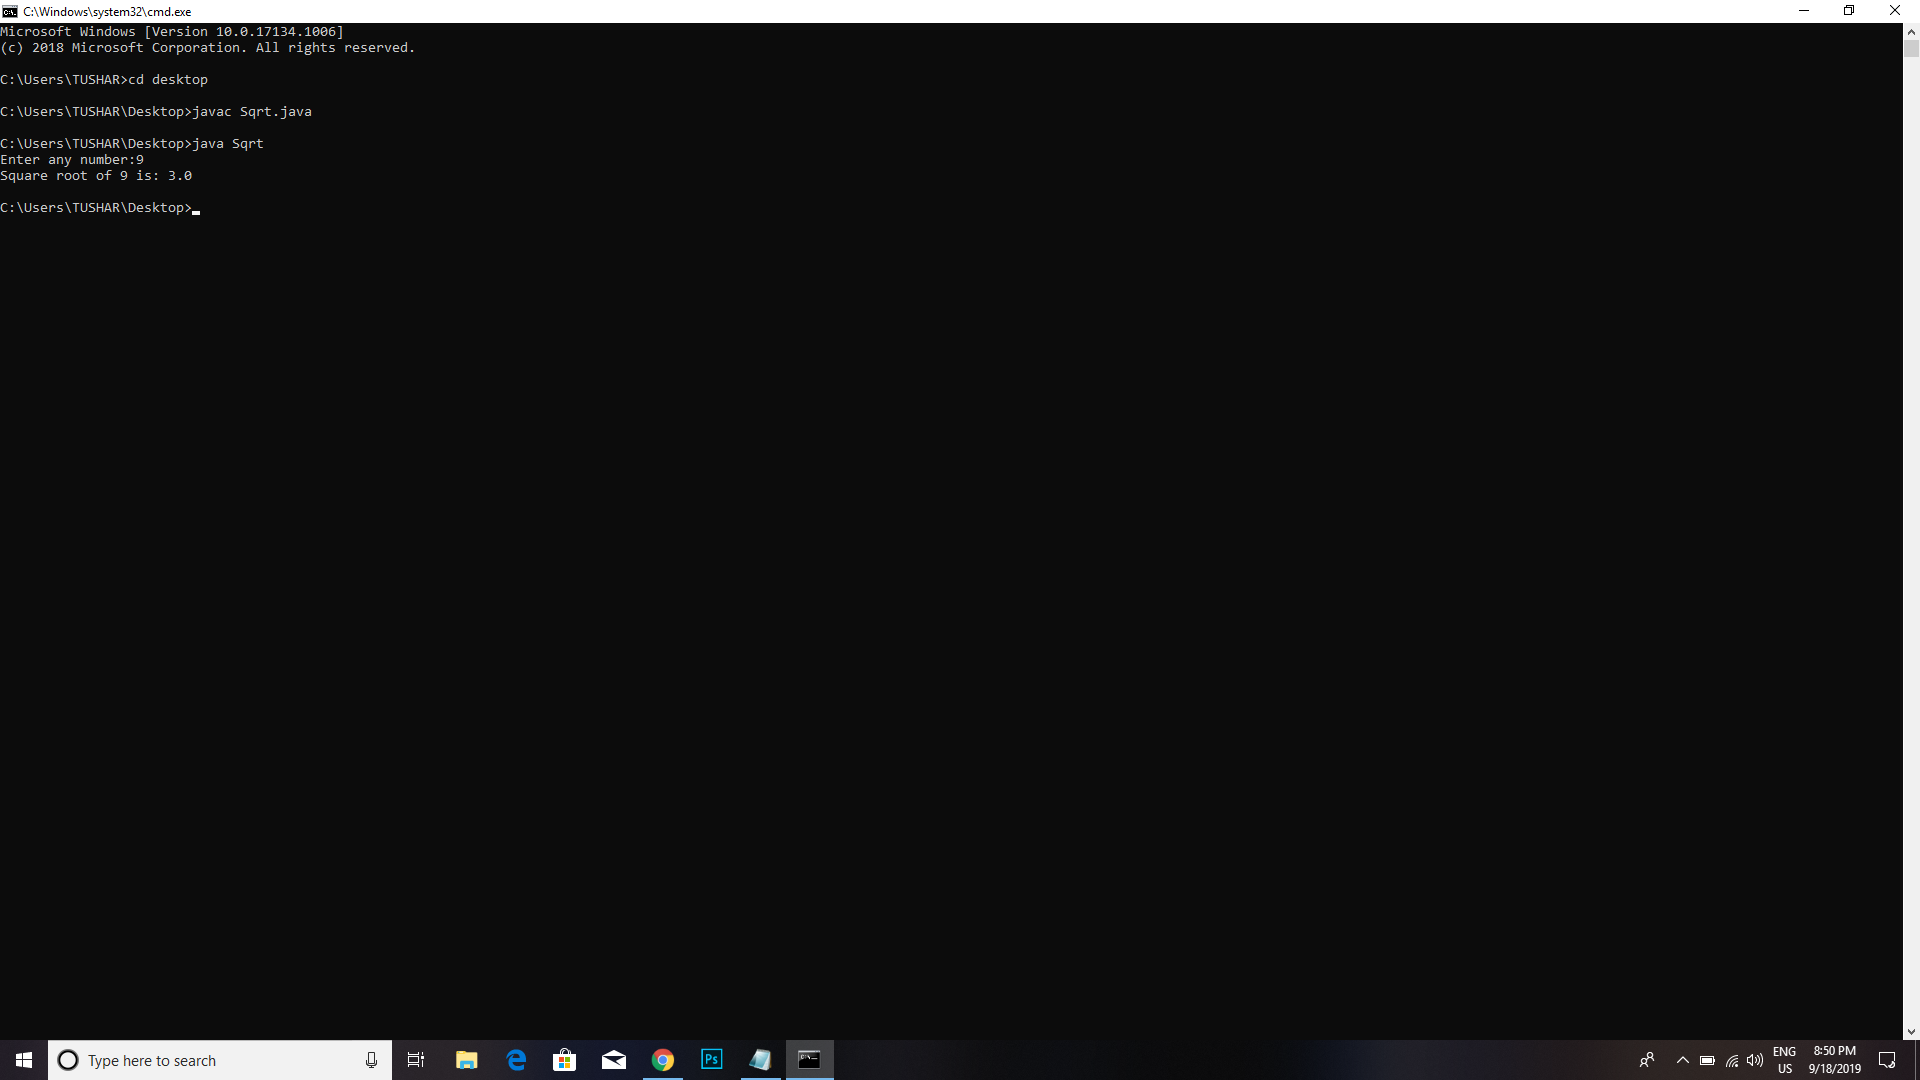 C:\Windows\system32\cmd.exe
Microsoft Windows [Version 10.0.17134.1006]
(c) 2018 Microsoft Corporation. All rights reserved.
C:\Users\TUSHAR>cd desktop
C:\Users\TUSHAR\Desktop>javac Sqrt.java
C:\Users\TUSHAR\Desktop>java Sqrt
Enter any number:9
Square root of 9 is: 3.0
C:\Users\TUSHAR\Desktop>
Type here to search
Ps
ENG
US
8:50 PM
9/18/2019